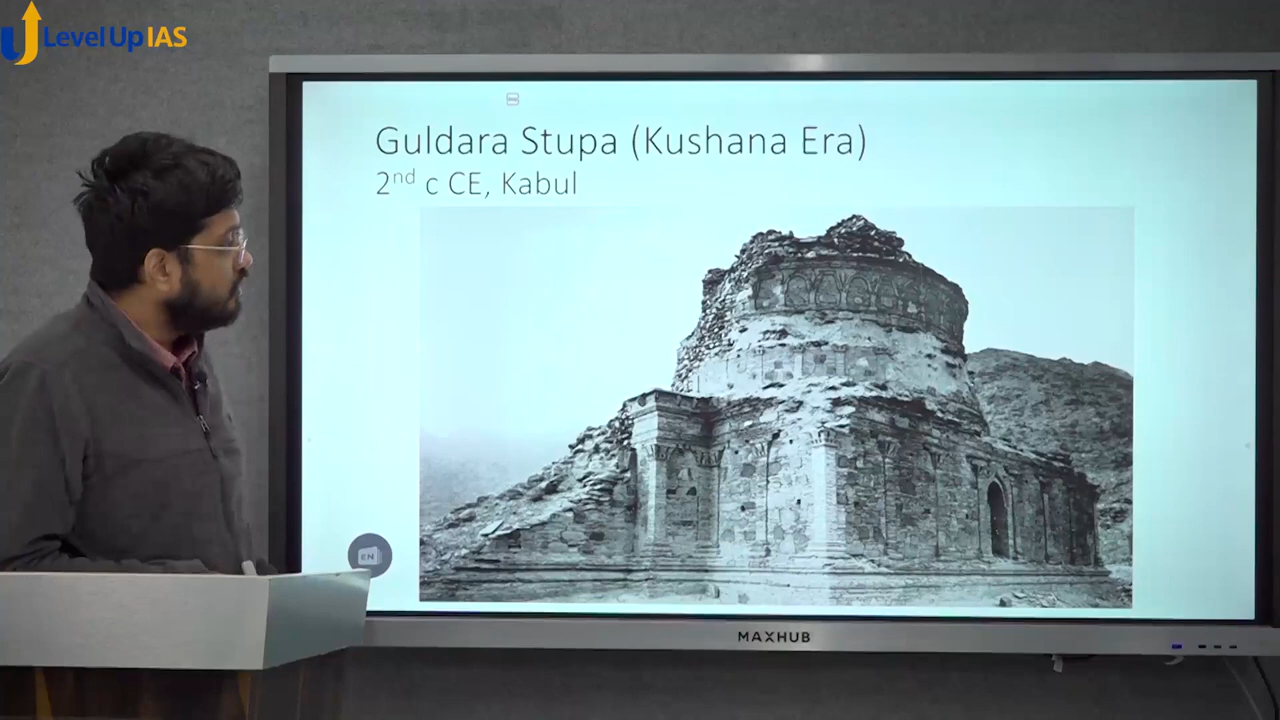 Level Up IAS
Guldara Stupa (Kushana Era)
2nd c CE, Kabul
EN
MAXHUB